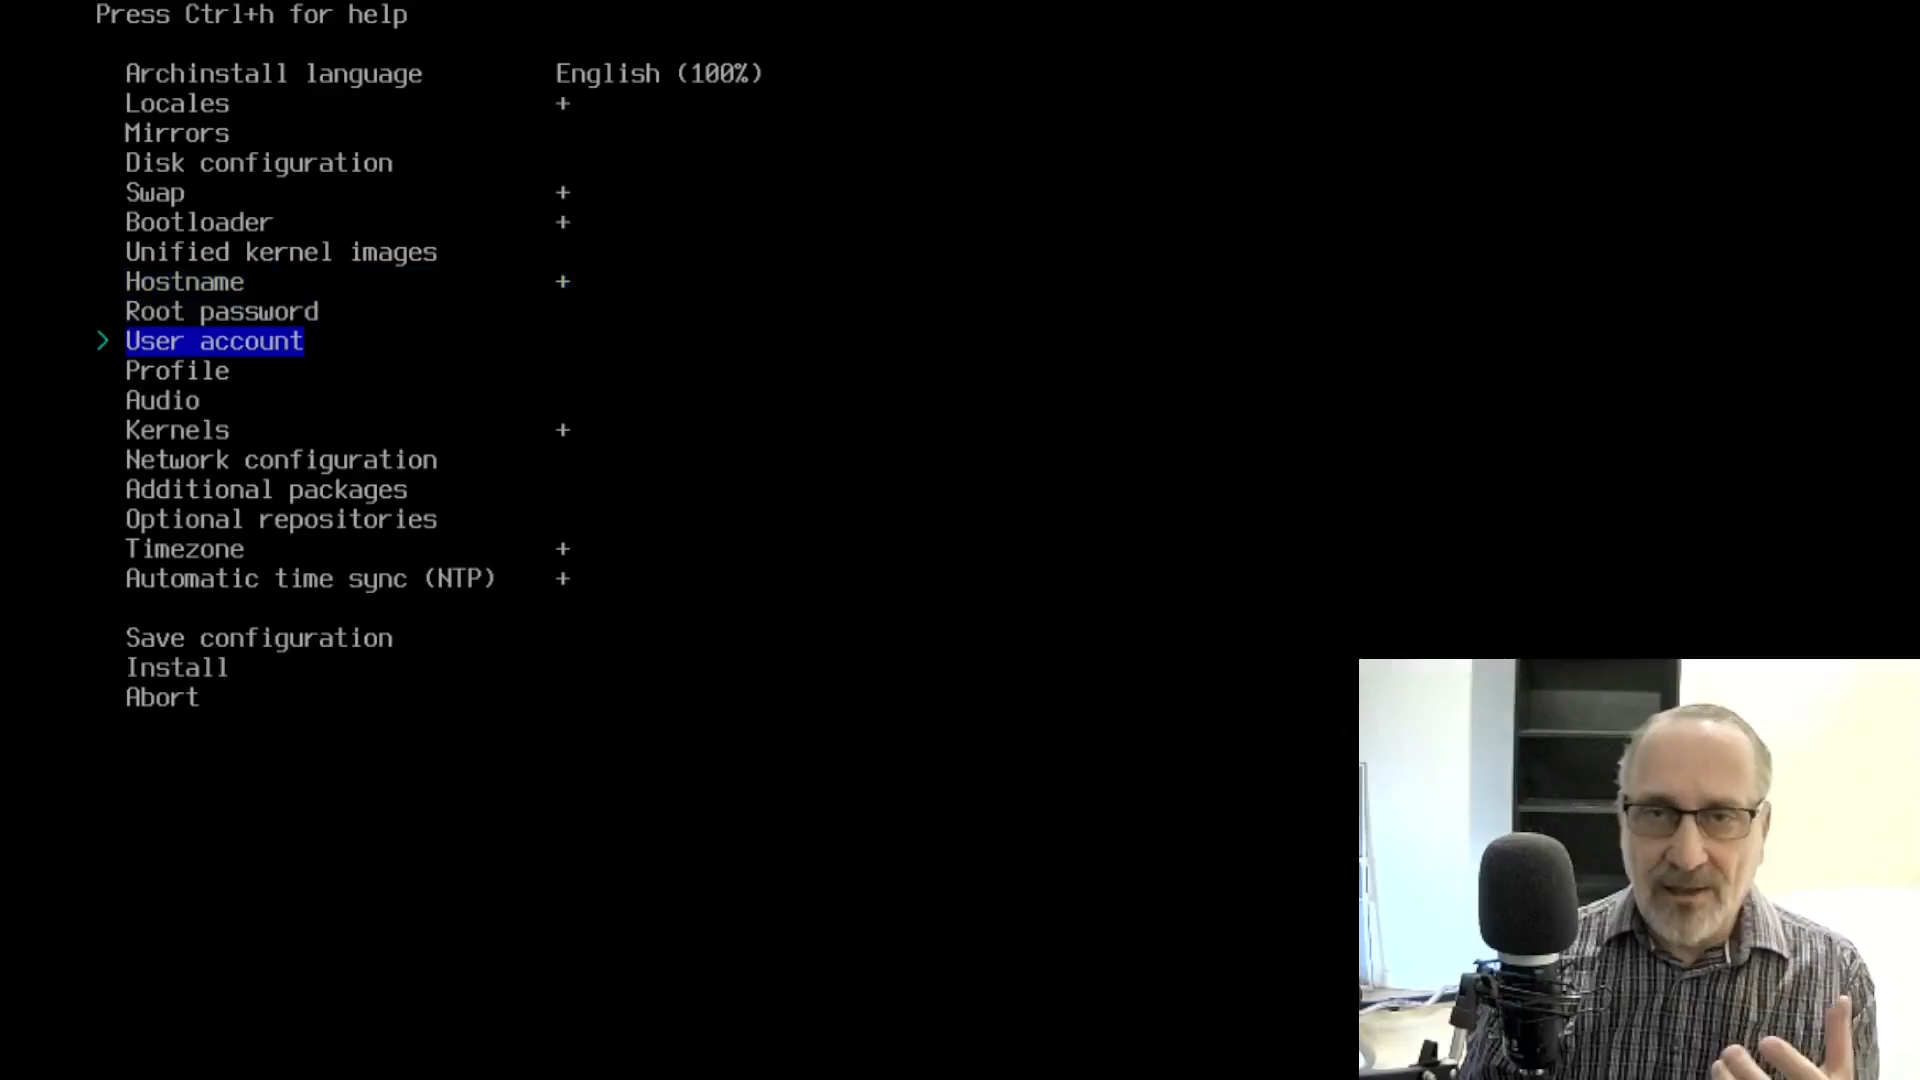 Press Ctrl+h for help
Archinstall language English (100%)
Locales +
Mirrors
Disk configuration
Swap +
Bootloader +
Unified kernel images
Hostname +
Root password
> User account
Profile
Audio
Kernels +
Network configuration
Additional packages
Optional repositories
Timezone +
Automatic time sync (NTP) +
Save configuration
Install
Abort